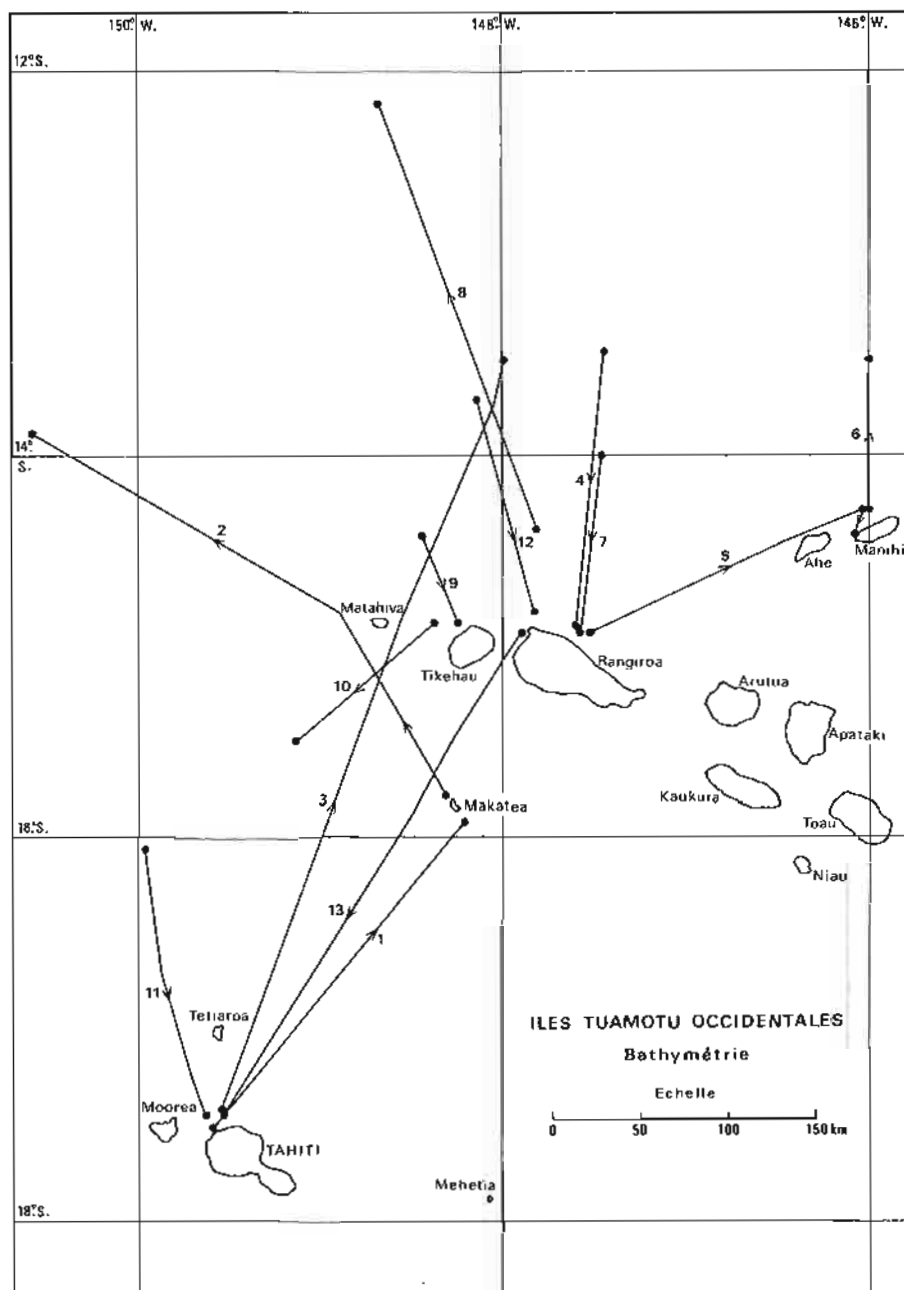 150° W.
148° W.
146° W.
12° S.
8
6
14°
S.
4
2
12
7
5
Ahe
Manihi
9
Matahiva
Tikehau
Rangiroa
10
Arutua
Apataki
Kaukura
3
Makatea
Toau
18°S.
Niau
13
1
11
Tetiaroa
ILES TUAMOTU OCCIDENTALES
Bathymétrie
Echelle
Moorea
0 50 100 150 km
TAHITI
Mehetia
18°S.